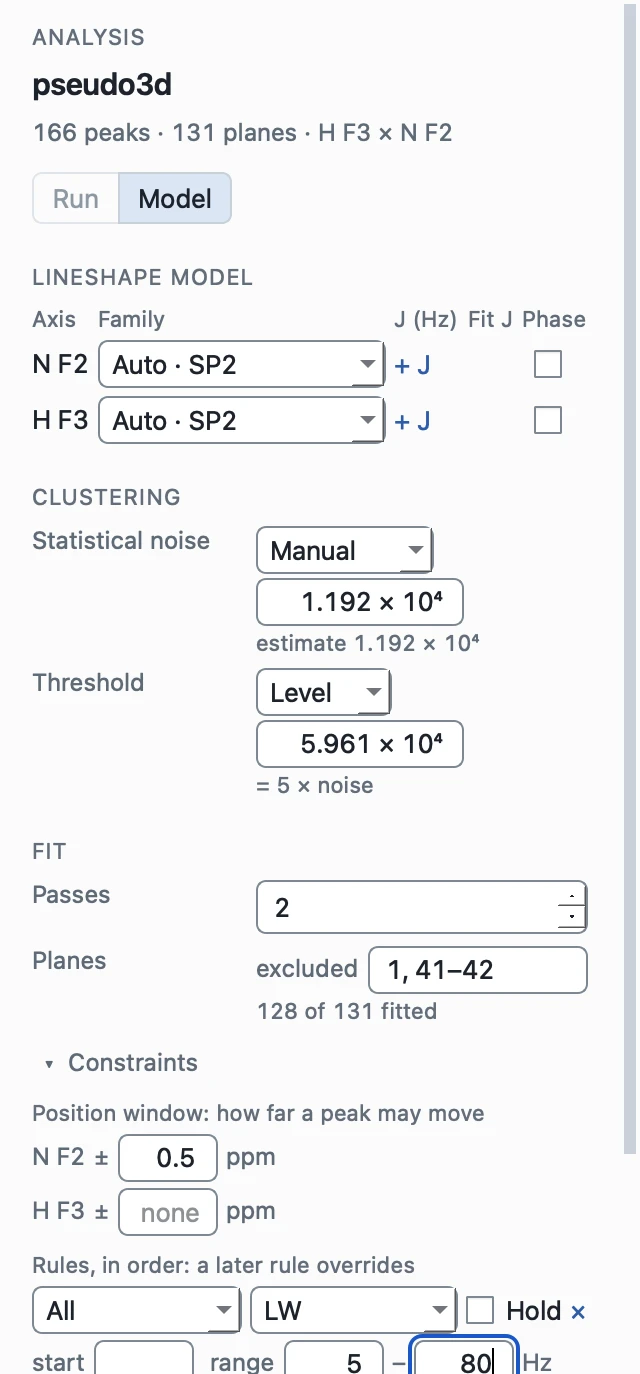 ANALYSIS
pseudo3d
166 peaks · 131 planes · H F3 × N F2
Run Model
LINESHAPE MODEL
Axis Family J (Hz) Fit J Phase
N F2 Auto · SP2 + J
H F3 Auto · SP2 + J
CLUSTERING
Statistical noise Manual
1.192 × 10⁴
estimate 1.192 × 10⁴
Threshold Level
5.961 × 10⁴
= 5 × noise
FIT
Passes 2
Planes excluded 1, 41–42
128 of 131 fitted
▾ Constraints
Position window: how far a peak may move
N F2 ± 0.5 ppm
H F3 ± none ppm
Rules, in order: a later rule overrides
All LW Hold ×
start range 5 – 80 Hz